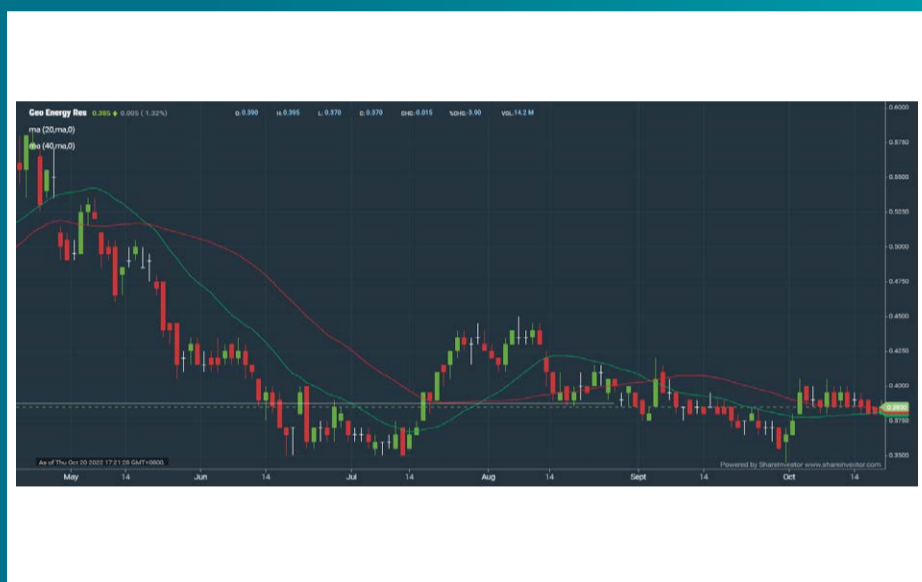 Geo Energy Res 0.385 0.005 ( 1.32%) O: 0.390 H: 0.395 L: 0.370 C: 0.370 CHG: -0.015 %CHG: -3.90 VOL: 14.2 M
ma (20,ma,0)
ma (40,ma,0)
0.6000
0.5750
0.5500
0.5250
0.5000
0.4750
0.4500
0.4250
0.4000
0.3750
0.3500
As of Thu Oct 20 2022 17:21:28 GMT+0800
Powered by ShareInvestor www.shareinvestor.com
May 14 Jun 14 Jul 14 Aug 14 Sept 14 Oct 14